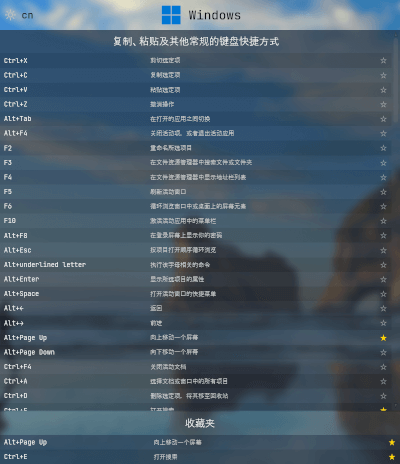 cn
Windows
复制、粘贴及其他常规的键盘快捷方式
Ctrl+X 剪切选定项 ☆
Ctrl+C 复制选定项 ☆
Ctrl+V 粘贴选定项 ☆
Ctrl+Z 撤消操作 ☆
Alt+Tab 在打开的应用之间切换 ☆
Alt+F4 关闭活动项，或者退出活动应用 ☆
F2 重命名所选项目 ☆
F3 在文件资源管理器中搜索文件或文件夹 ☆
F4 在文件资源管理器中显示地址栏列表 ☆
F5 刷新活动窗口 ☆
F6 循环浏览窗口中或桌面上的屏幕元素 ☆
F10 激活活动应用中的菜单栏 ☆
Alt+F8 在登录屏幕上显示你的密码 ☆
Alt+Esc 按项目打开顺序循环浏览 ☆
Alt+underlined letter 执行该字母相关的命令 ☆
Alt+Enter 显示所选项目的属性 ☆
Alt+Space 打开活动窗口的快捷菜单 ☆
Alt+← 返回 ☆
Alt+→ 前进 ☆
Alt+Page Up 向上移动一个屏幕 ★
Alt+Page Down 向下移动一个屏幕 ☆
Ctrl+F4 关闭活动文档 ☆
Ctrl+A 选择文档或窗口中的所有项目 ☆
Ctrl+D 删除选定项，将其移至回收站 ☆
Ctrl+E 打开搜索 ★
收藏夹
Alt+Page Up 向上移动一个屏幕 ★
Ctrl+E 打开搜索 ★